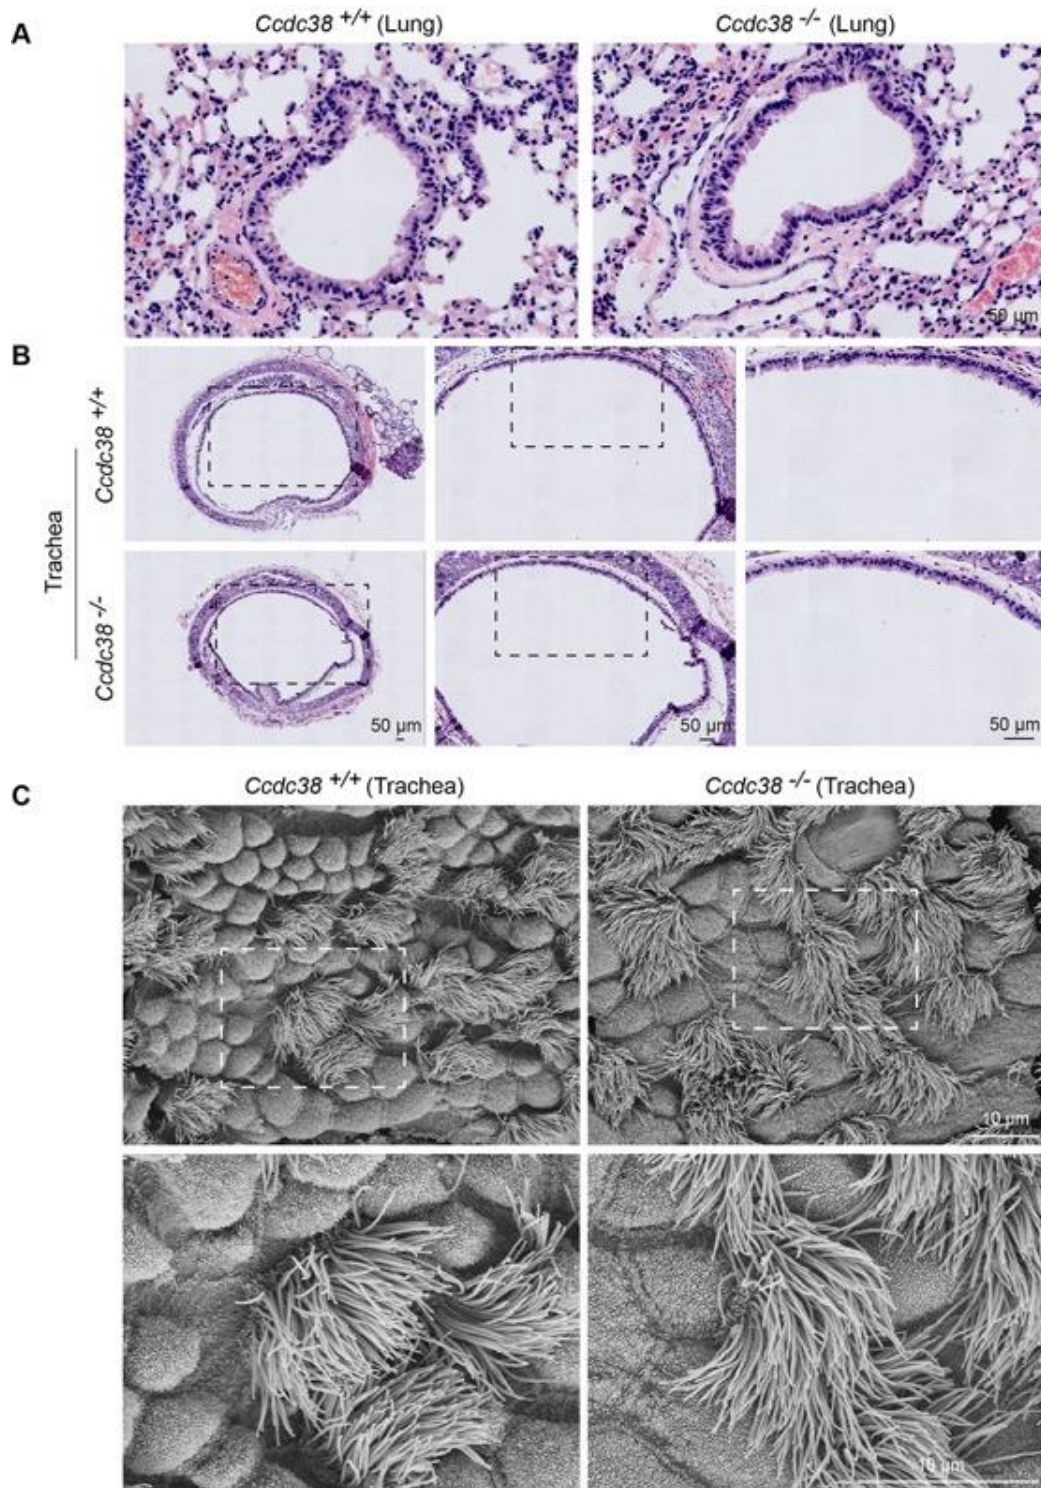 A
Ccdc38 +/+ (Lung)
Ccdc38 -/- (Lung)
50 µm
B
Trachea
Ccdc38 +/+
Ccdc38 -/-
50 µm
50 µm
50 µm
C
Ccdc38 +/+ (Trachea)
Ccdc38 -/- (Trachea)
10 µm
10 µm